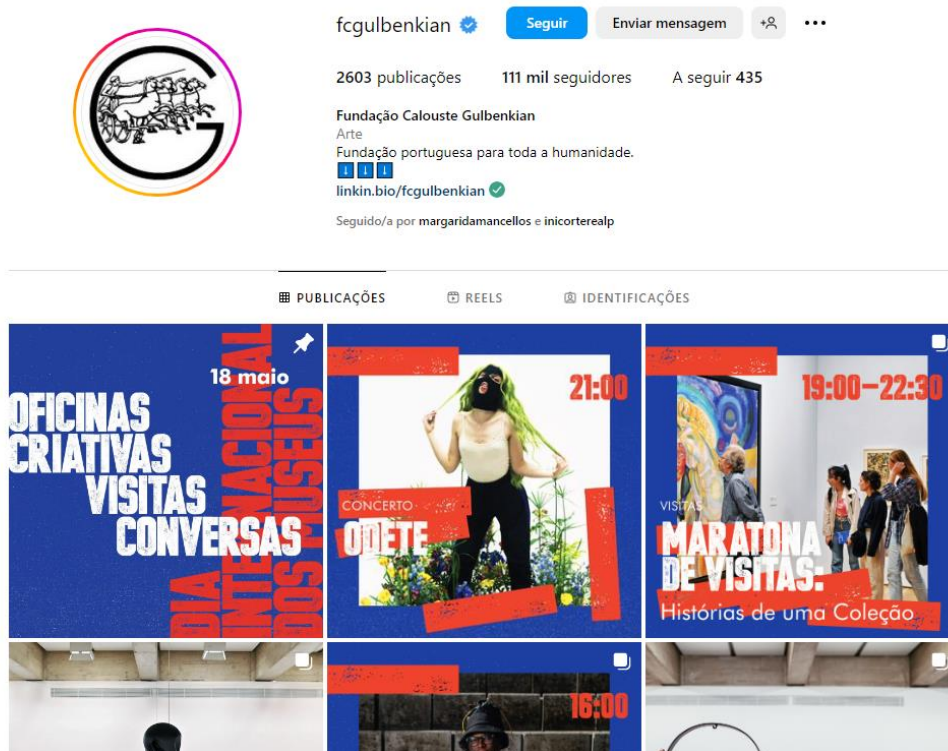 fcgulbenkian Seguir Enviar mensagem
2603 publicações 111 mil seguidores A seguir 435
Fundação Calouste Gulbenkian
Arte
Fundação portuguesa para toda a humanidade.
linkin.bio/fcgulbenkian
Seguido/a por margaridamancellos e inicorterealp
PUBLICAÇÕES REELS IDENTIFICAÇÕES
18 maio
OFICINAS
CRIATIVAS
VISITAS
CONVERSAS
DIA
INTERNACIONAL
DOS MUSEUS
21:00
CONCERTO
ODETE
19:00—22:30
VISITAS
MARATONA
DE VISITAS:
Histórias de uma Coleção
16:00